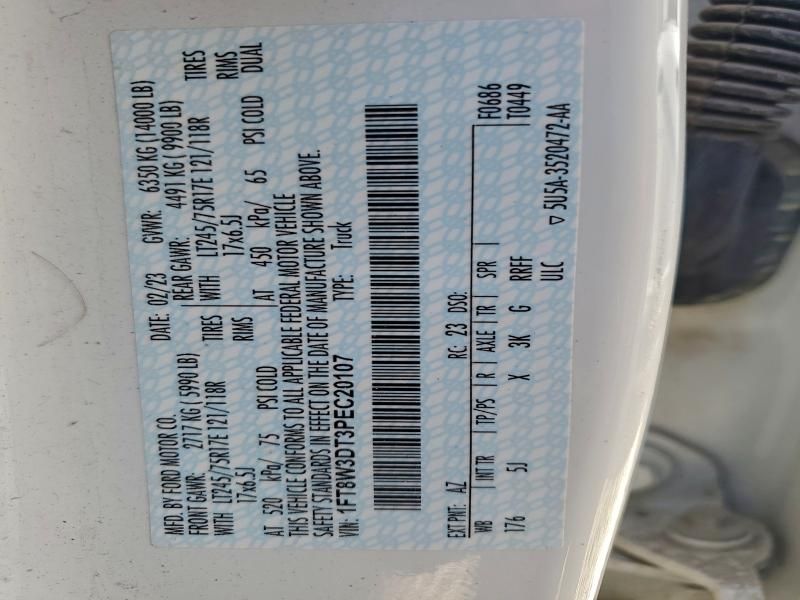 MFD. BY FORD MOTOR CO.
DATE: 02/23 GVWR: 6350 KG (14000 LB)
FRONT GAWR: 2717 KG ( 5990 LB) REAR GAWR: 4491 KG ( 9900 LB)
WITH LT245/75R17E 121/118R TIRES WITH LT245/75R17E 121/118R TIRES
17x6.5J RIMS 17x6.5J RIMS
AT 520 kPa/ 75 PSI COLD AT 450 kPa/ 65 PSI COLD DUAL
THIS VEHICLE CONFORMS TO ALL APPLICABLE FEDERAL MOTOR VEHICLE
SAFETY STANDARDS IN EFFECT ON THE DATE OF MANUFACTURE SHOWN ABOVE.
VIN: 1FT8W3DT3PEC20107 TYPE: Truck
F0686
EXT PNT: AZ RC: 23 DSO: T0449
WB INT TR TP/PS R AXLE TR SPR
176 5J X 3K G RRFF
ULC ▽ 5U5A-3520472-AA